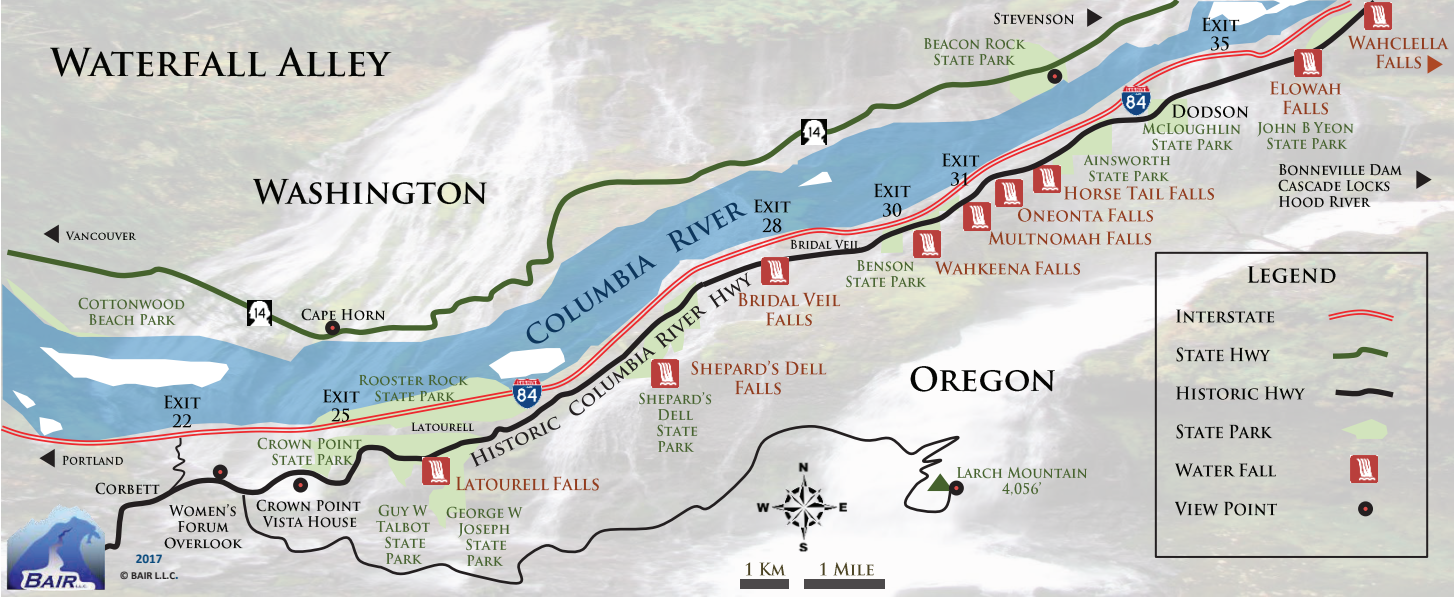 Waterfall Alley
Stevenson
Beacon Rock
State Park
Exit
35
Wahclella
Falls
Elowah
Falls
84
Dodson
McLoughlin
State Park
John B Yeon
State Park
14
Washington
Ainsworth
State Park
Bonneville Dam
Cascade Locks
Hood River
Exit
31
Horse Tail Falls
Exit
30
Oneonta Falls
Multnomah Falls
Exit
28
Columbia River
Bridal Veil
Vancouver
Benson
State Park
Wahkeena Falls
Bridal Veil
Falls
Cottonwood
Beach Park
14
Cape Horn
Historic Columbia River Hwy
Shepard's Dell
Falls
Shepard's
Dell
State
Park
Oregon
Rooster Rock
State Park
84
Exit
25
Exit
22
Latourell
Crown Point
State Park
Portland
Latourell Falls
Corbett
Women's
Forum
Overlook
Crown Point
Vista House
Guy W
Talbot
State
Park
George W
Joseph
State
Park
Larch Mountain
4,056'
N
W
E
S
1 Km
1 Mile
Legend
Interstate
State Hwy
Historic Hwy
State Park
Water Fall
View Point
Bair L.L.C.
2017
© BAIR L.L.C.